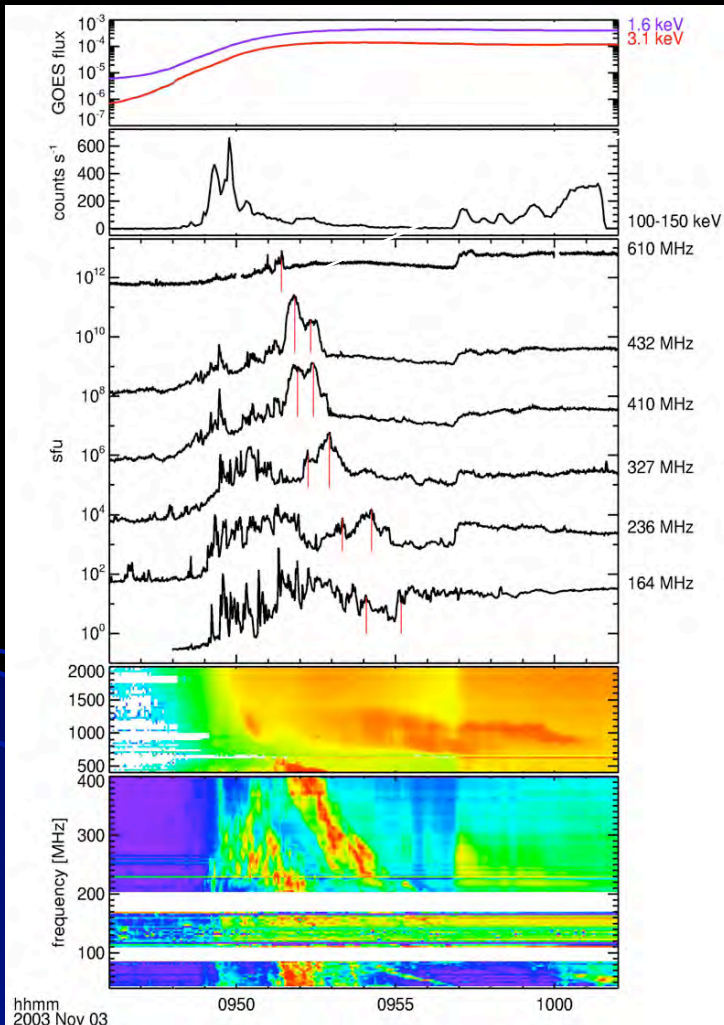 10⁻³
10⁻⁴
10⁻⁵
10⁻⁶
10⁻⁷
GOES flux
1.6 keV
3.1 keV
600
400
200
0
counts s⁻¹
100-150 keV
10¹²
10¹⁰
10⁸
10⁶
10⁴
10²
10⁰
sfu
610 MHz
432 MHz
410 MHz
327 MHz
236 MHz
164 MHz
2000
1500
1000
500
400
300
200
100
frequency [MHz]
hhmm
0950
0955
1000
2003 Nov 03